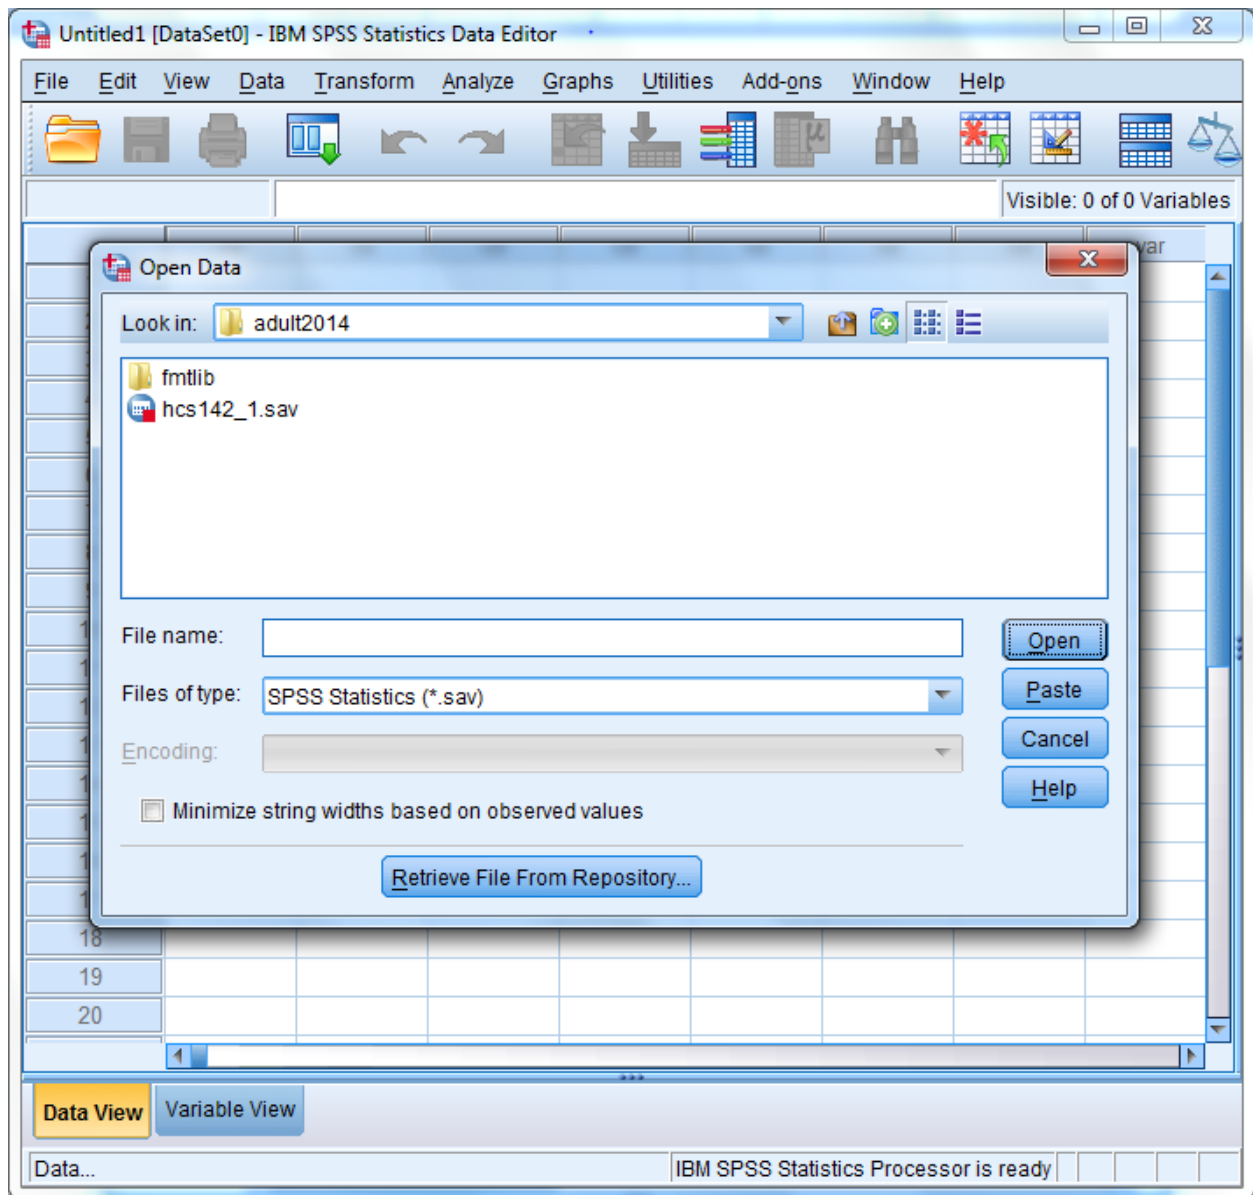 Untitled1 [DataSet0] - IBM SPSS Statistics Data Editor
File Edit View Data Transform Analyze Graphs Utilities Add-ons Window Help
Visible: 0 of 0 Variables
var
Open Data
Look in: adult2014
fmtlib
hcs142_1.sav
File name:
Open
Files of type: SPSS Statistics (*.sav)
Paste
Encoding:
Cancel
Minimize string widths based on observed values
Help
Retrieve File From Repository...
18
19
20
Data View Variable View
Data... IBM SPSS Statistics Processor is ready